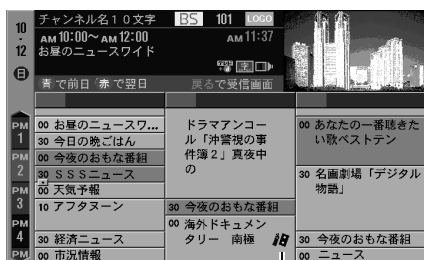 10
12
日
チャンネル名10文字
BS 101 LOGO
AM10:00~AM12:00
AM11:37
お昼のニュースワイド
字
青で前日 赤で翌日
戻るで受信画面
PM
1
PM
2
PM
3
PM
4
PM
00 お昼のニュースワ...
30 今日の晩ごはん
00 今夜のおもな番組
30 SSSニュース
00 天気予報
10 アフタヌーン
30 経済ニュース
00 市況情報
ドラマアンコー
ル「沖警視の事
件簿2」真夜中
の
30 今夜のおもな番組
00 海外ドキュメン
タリー 南極
00 あなたの一番聴きた
い歌ベストテン
30 名画劇場「デジタル
物語」
30 今夜のおもな番組
00 ニュース